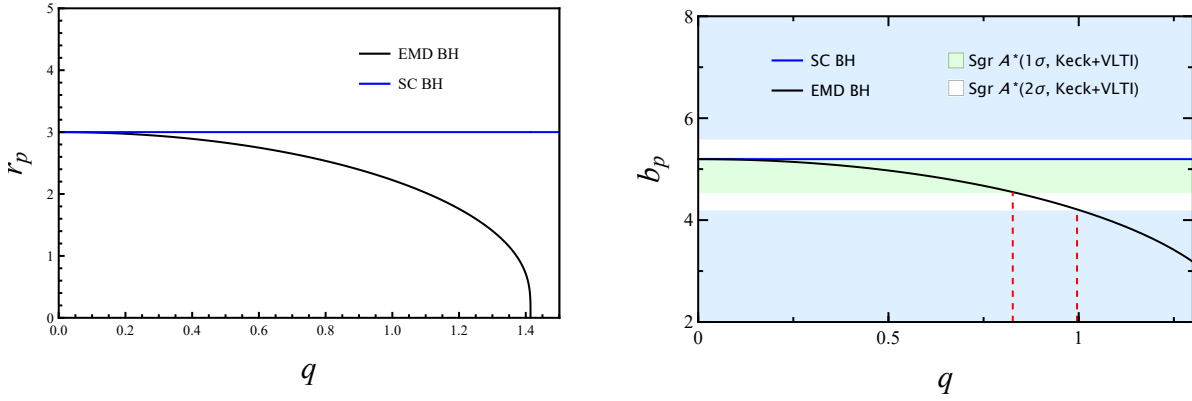 5
4
3
2
1
0
r_p
EMD BH
SC BH
0.0
0.2
0.4
0.6
0.8
1.0
1.2
1.4
q
8
6
4
2
b_p
SC BH
EMD BH
Sgr A*(1σ, Keck+VLTI)
Sgr A*(2σ, Keck+VLTI)
0
0.5
1
q